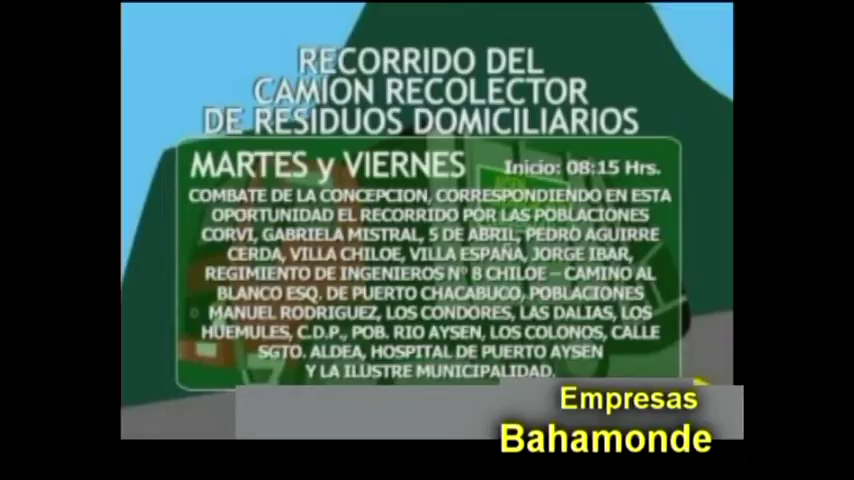 RECORRIDO DEL
CAMION RECOLECTOR
DE RESIDUOS DOMICILIARIOS
MARTES y VIERNES Inicio: 08:15 Hrs.
COMBATE DE LA CONCEPCION, CORRESPONDIENDO EN ESTA
OPORTUNIDAD EL RECORRIDO POR LAS POBLACIONES
CORVI, GABRIELA MISTRAL, 5 DE ABRIL, PEDRO AGUIRRE
CERDA, VILLA CHILOE, VILLA ESPAÑA, JORGE IBAR,
REGIMIENTO DE INGENIEROS Nº 8 CHILOE – CAMINO AL
BLANCO ESQ. DE PUERTO CHACABUCO, POBLACIONES
MANUEL RODRIGUEZ, LOS CONDORES, LAS DALIAS, LOS
HUEMULES, C.D.P., POB. RIO AYSEN, LOS COLONOS, CALLE
SGTO. ALDEA, HOSPITAL DE PUERTO AYSEN
Y LA ILUSTRE MUNICIPALIDAD.
Empresas
Bahamonde